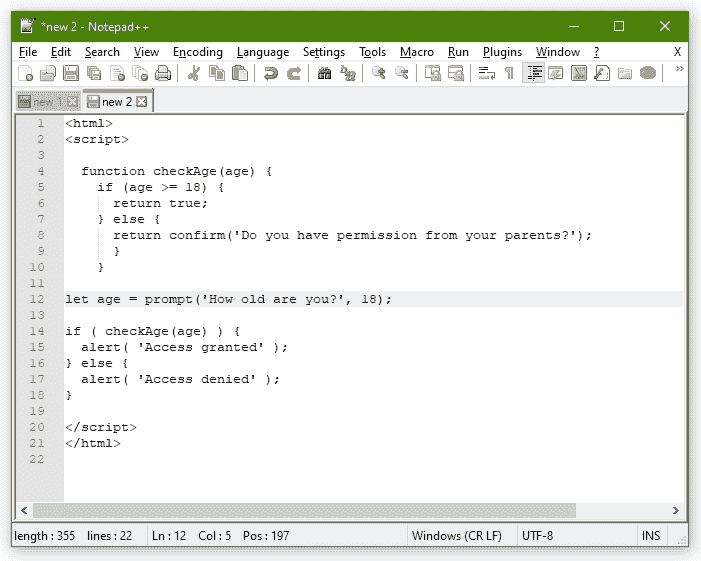 *new 2 - Notepad++
File Edit Search View Encoding Language Settings Tools Macro Run Plugins Window ? X
new 1 new 2
1 <html>
2 <script>
3
4   function checkAge(age) {
5     if (age >= 18) {
6       return true;
7     } else {
8       return confirm('Do you have permission from your parents?');
9       }
10     }
11
12 let age = prompt('How old are you?', 18);
13
14 if ( checkAge(age) ) {
15   alert( 'Access granted' );
16 } else {
17   alert( 'Access denied' );
18 }
19
20 </script>
21 </html>
22
length : 355 lines : 22 Ln : 12 Col : 5 Pos : 197 Windows (CR LF) UTF-8 INS